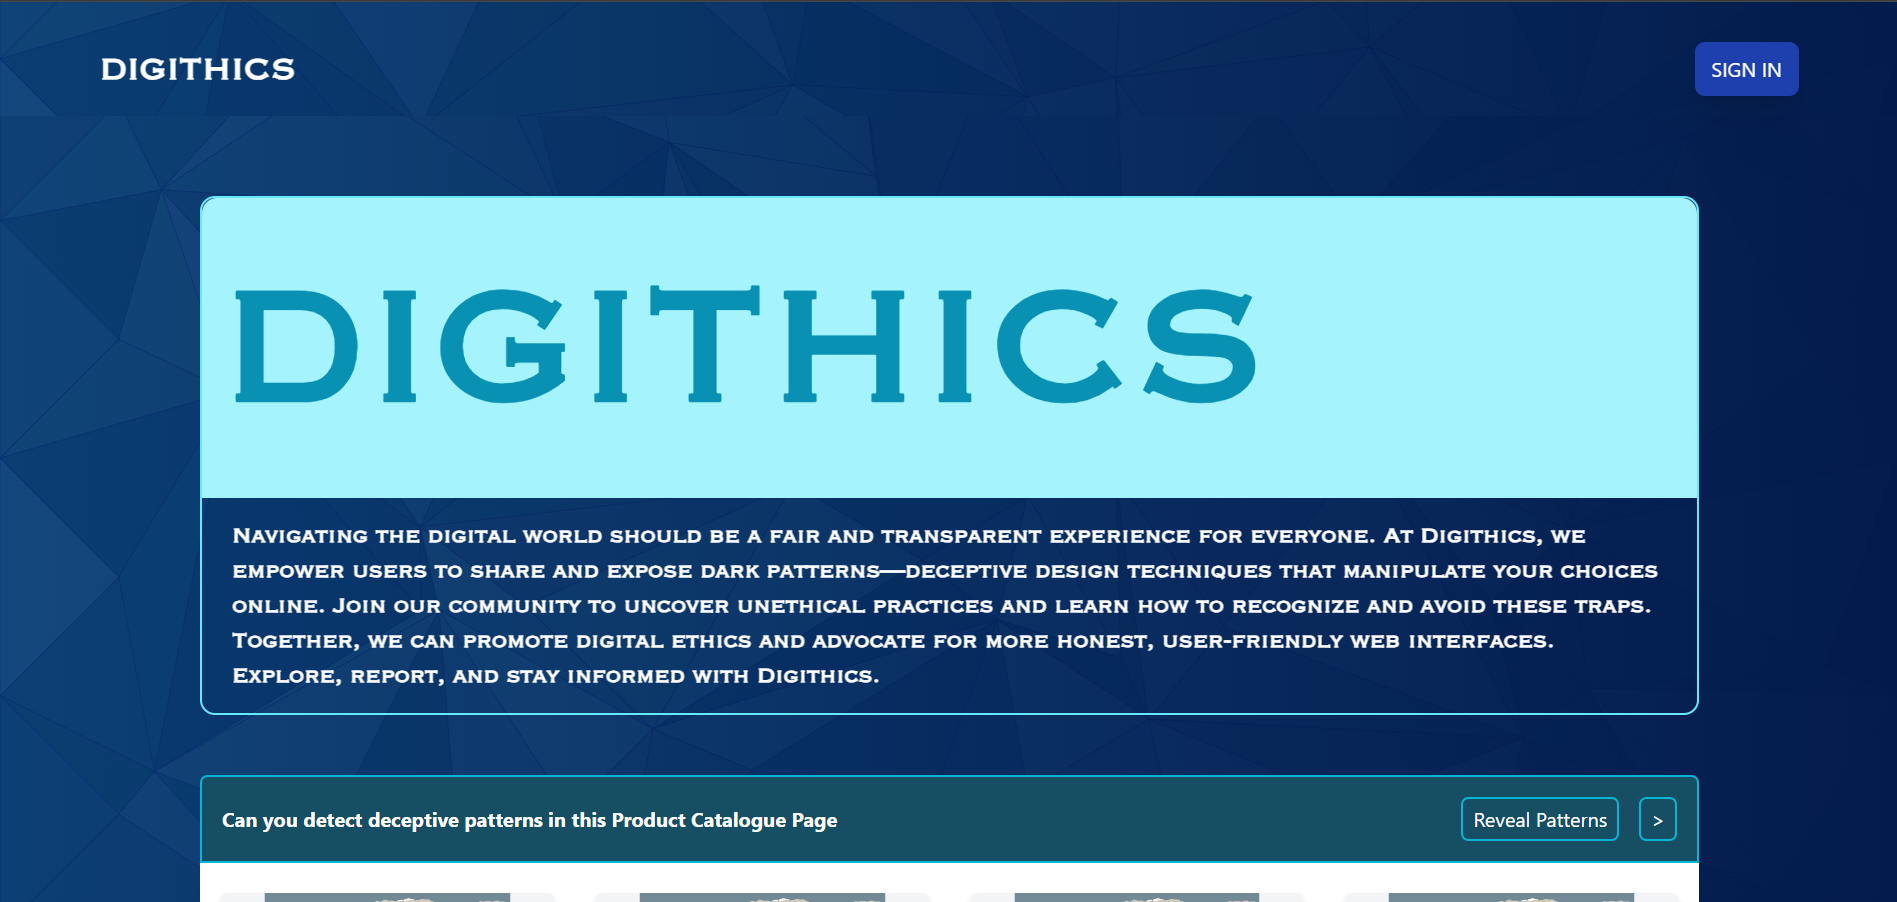 DIGITHICS
SIGN IN
DIGITHICS
Navigating the digital world should be a fair and transparent experience for everyone. At Digithics, we
empower users to share and expose dark patterns—deceptive design techniques that manipulate your choices
online. Join our community to uncover unethical practices and learn how to recognize and avoid these traps.
Together, we can promote digital ethics and advocate for more honest, user-friendly web interfaces.
Explore, report, and stay informed with Digithics.
Can you detect deceptive patterns in this Product Catalogue Page
Reveal Patterns
>